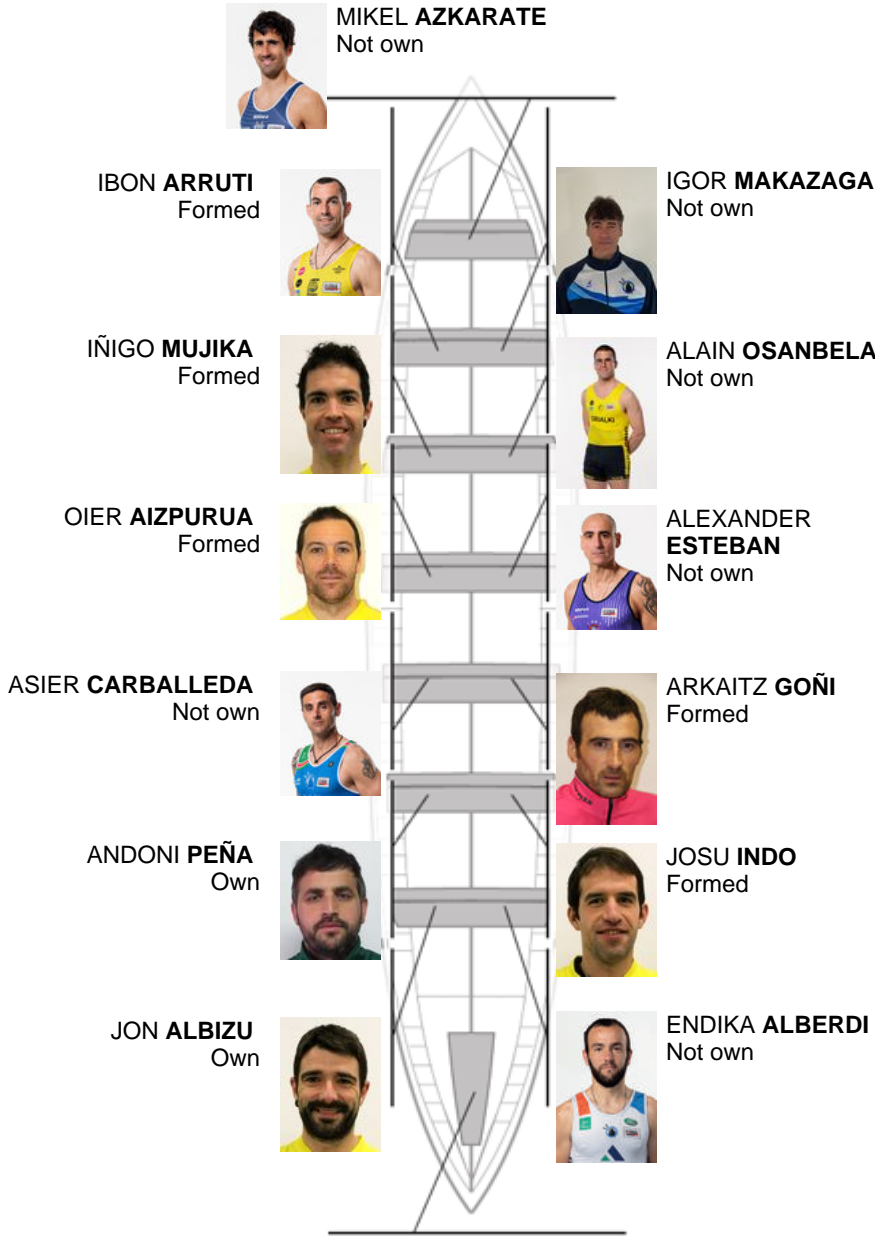 MIKEL AZKARATE
Not own
IBON ARRUTI
Formed
IGOR MAKAZAGA
Not own
IÑIGO MUJIKA
Formed
ALAIN OSANBELA
Not own
OIER AIZPURUA
Formed
ALEXANDER
ESTEBAN
Not own
ASIER CARBALLEDA
Not own
ARKAITZ GOÑI
Formed
ANDONI PEÑA
Own
JOSU INDO
Formed
JON ALBIZU
Own
ENDIKA ALBERDI
Not own